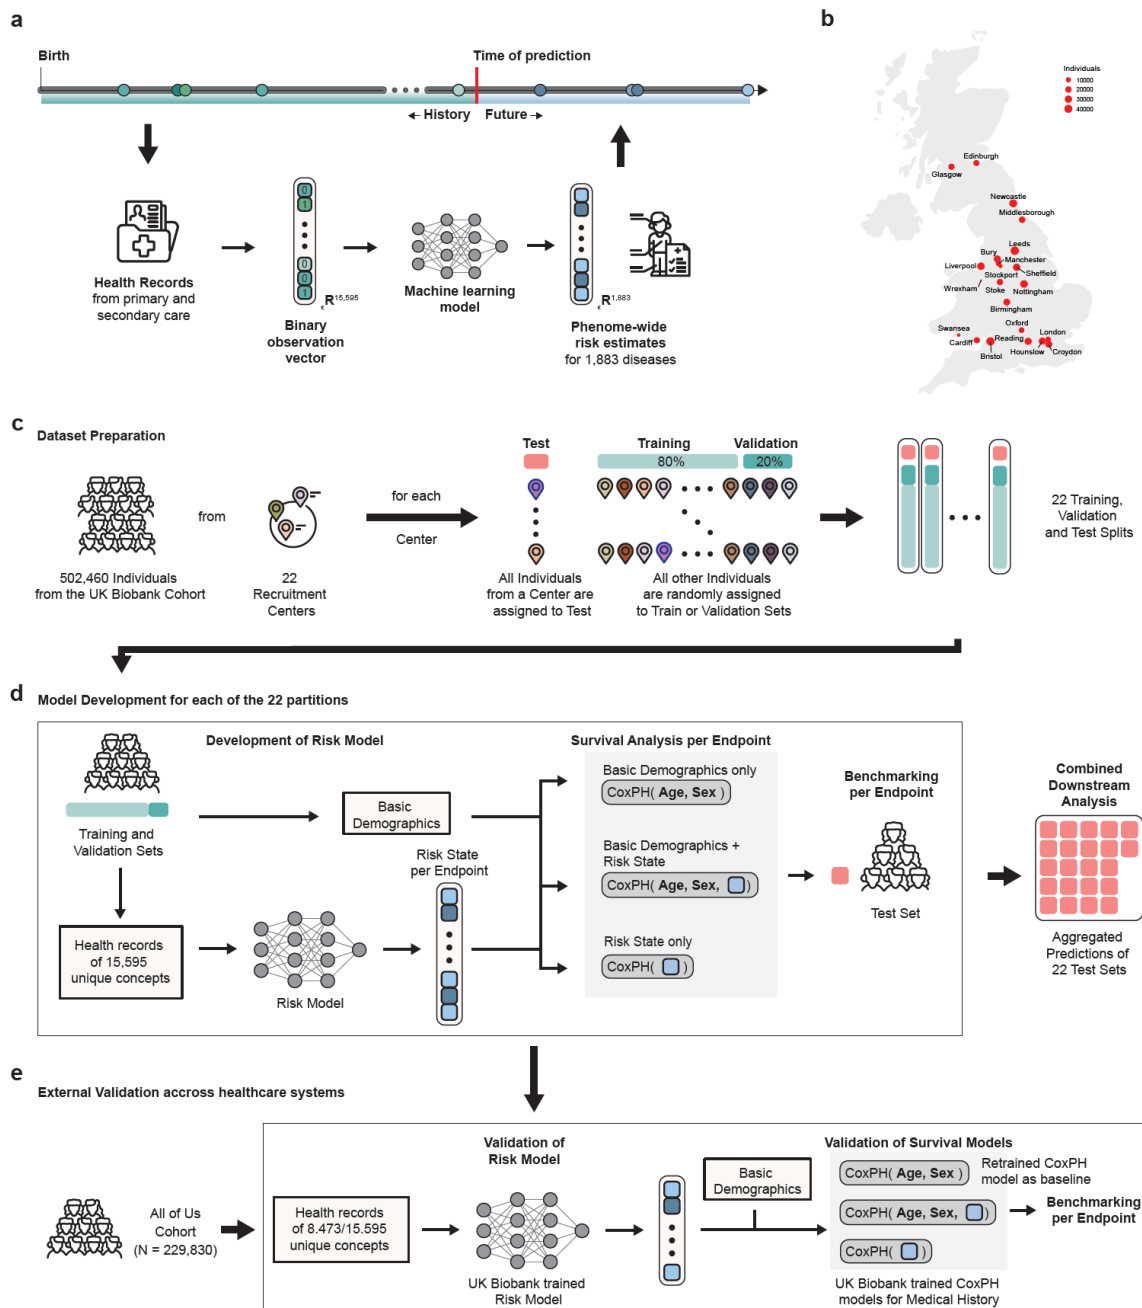 a
Birth
Time of prediction
History
Future
Health Records
from primary and
secondary care
0
1
0
0
1
ϵR15,595
Binary
observation
vector
Machine learning
model
ϵR1,883
Phenome-wide
risk estimates
for 1,883 diseases
b
Individuals
10000
20000
30000
40000
Edinburgh
Glasgow
Newcastle
Middlesborough
Leeds
Bury
Manchester
Liverpool
Sheffield
Stockport
Wrexham
Stoke
Nottingham
Birmingham
Swansea
Oxford
London
Cardiff
Reading
Bristol
Hounslow
Croydon
c
Dataset Preparation
502,460 Individuals
from the UK Biobank Cohort
from
22
Recruitment
Centers
for each
Center
Test
Training
Validation
80%
20%
All Individuals
from a Center are
assigned to Test
All other Individuals
are randomly assigned
to Train or Validation Sets
22 Training,
Validation
and Test Splits
d
Model Development for each of the 22 partitions
Development of Risk Model
Training and
Validation Sets
Basic
Demographics
Health records
of 15,595
unique concepts
Risk Model
Risk State
per Endpoint
Survival Analysis per Endpoint
Basic Demographics only
CoxPH( Age, Sex )
Basic Demographics +
Risk State
CoxPH( Age, Sex, )
Risk State only
CoxPH( )
Benchmarking
per Endpoint
Test Set
Combined
Downstream
Analysis
Aggregated
Predictions of
22 Test Sets
e
External Validation accross healthcare systems
All of Us
Cohort
(N = 229,830)
Health records
of 8.473/15.595
unique concepts
Validation of
Risk Model
UK Biobank trained
Risk Model
Basic
Demographics
Validation of Survival Models
CoxPH( Age, Sex )
Retrained CoxPH
model as baseline
CoxPH( Age, Sex, )
CoxPH( )
UK Biobank trained CoxPH
models for Medical History
Benchmarking
per Endpoint